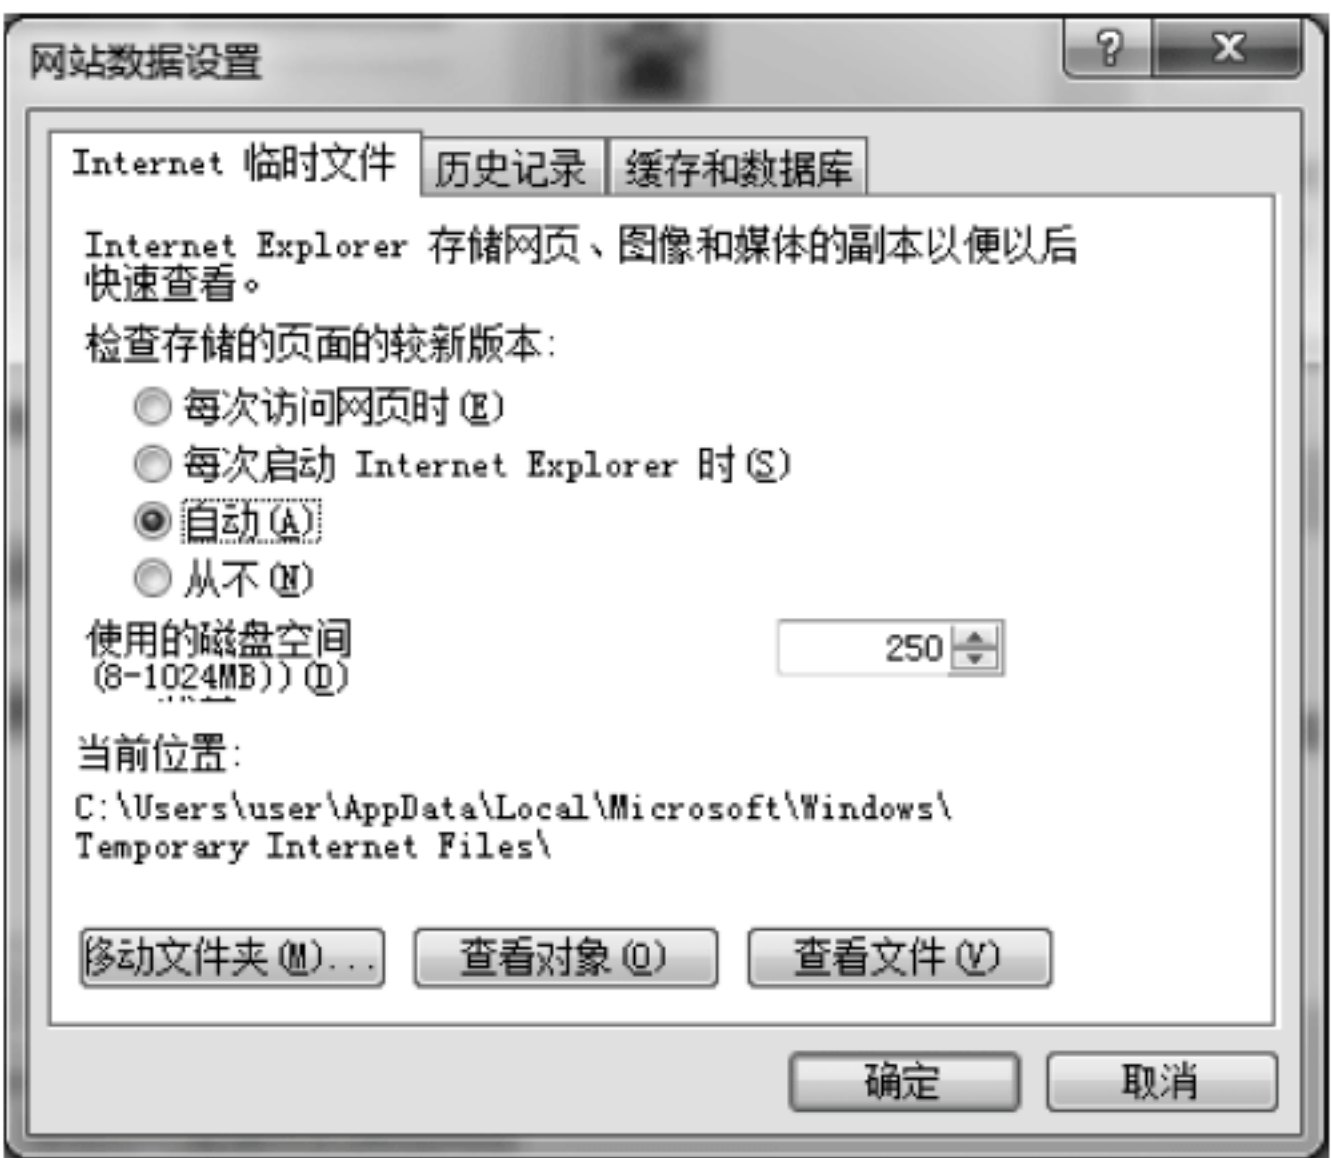 网站数据设置
?
X
Internet 临时文件
历史记录
缓存和数据库
Internet Explorer 存储网页、图像和媒体的副本以便以后
快速查看。
检查存储的页面的较新版本:
每次访问网页时(E)
每次启动 Internet Explorer 时(S)
自动(A)
从不(N)
使用的磁盘空间
250
(8-1024MB))(D)
当前位置:
C:\Users\user\AppData\Local\Microsoft\Windows\
Temporary Internet Files\
移动文件夹(M)...
查看对象(O)
查看文件(V)
确定
取消